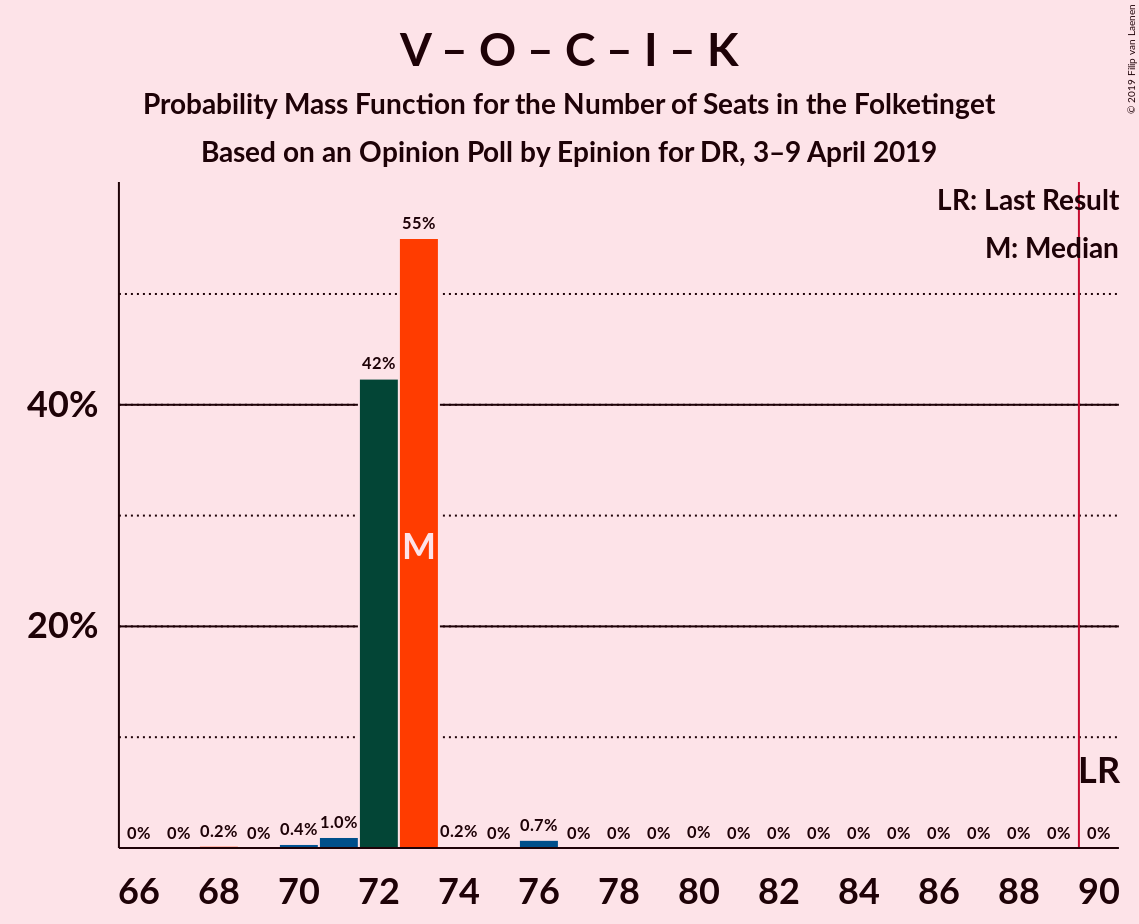 V – O – C – I – K
Probability Mass Function for the Number of Seats in the Folketinget
Based on an Opinion Poll by Epinion for DR, 3–9 April 2019
© 2019 Filip van Laenen
LR: Last Result
M: Median
55%
42%
40%
M
20%
LR
0% 0% 0.2% 0% 0.4% 1.0% 0.2% 0% 0.7% 0% 0% 0% 0% 0% 0% 0% 0% 0% 0% 0% 0% 0% 0%
66 68 70 72 74 76 78 80 82 84 86 88 90